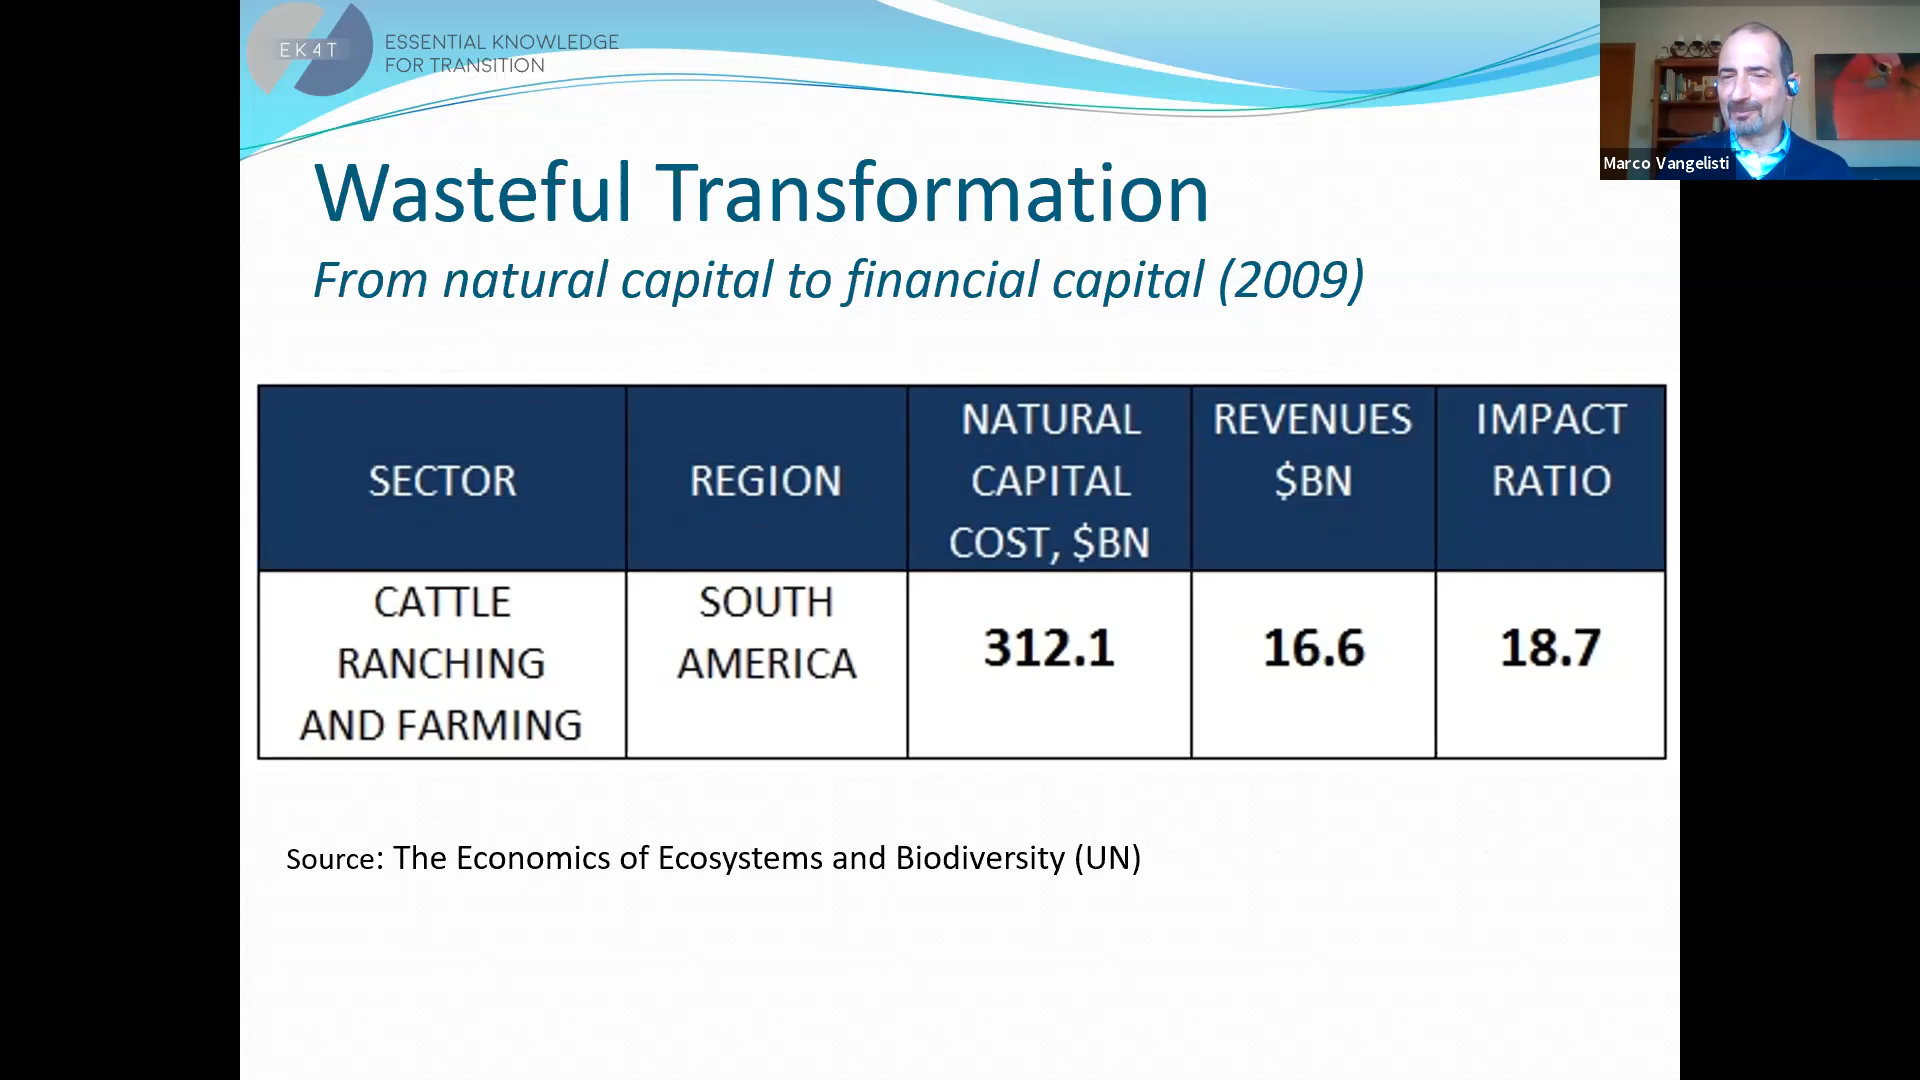 EK4T
ESSENTIAL KNOWLEDGE
FOR TRANSITION
Marco Vangelisti
Wasteful Transformation
From natural capital to financial capital (2009)
SECTOR
REGION
NATURAL
CAPITAL
COST, $BN
REVENUES
$BN
IMPACT
RATIO
CATTLE
RANCHING
AND FARMING
SOUTH
AMERICA
312.1
16.6
18.7
Source: The Economics of Ecosystems and Biodiversity (UN)